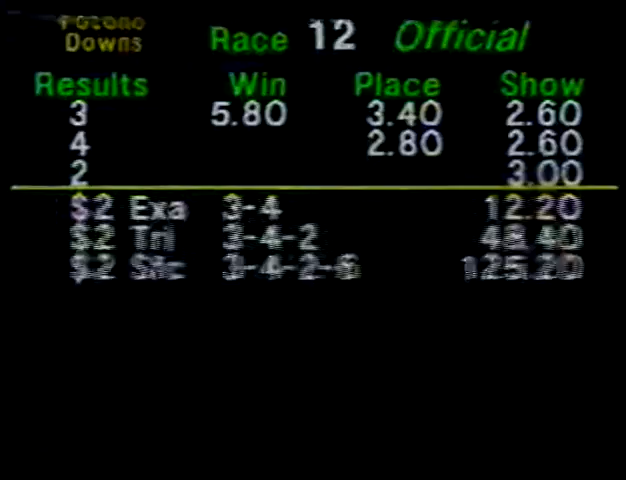 Pocono
Downs Race 12 Official
Results Win Place Show
3 5.80 3.40 2.60
4 2.80 2.60
2 3.00
$2 Exa 3-4 12.20
$2 Tri 3-4-2 48.40
$2 Sfc 3-4-2-6 125.20